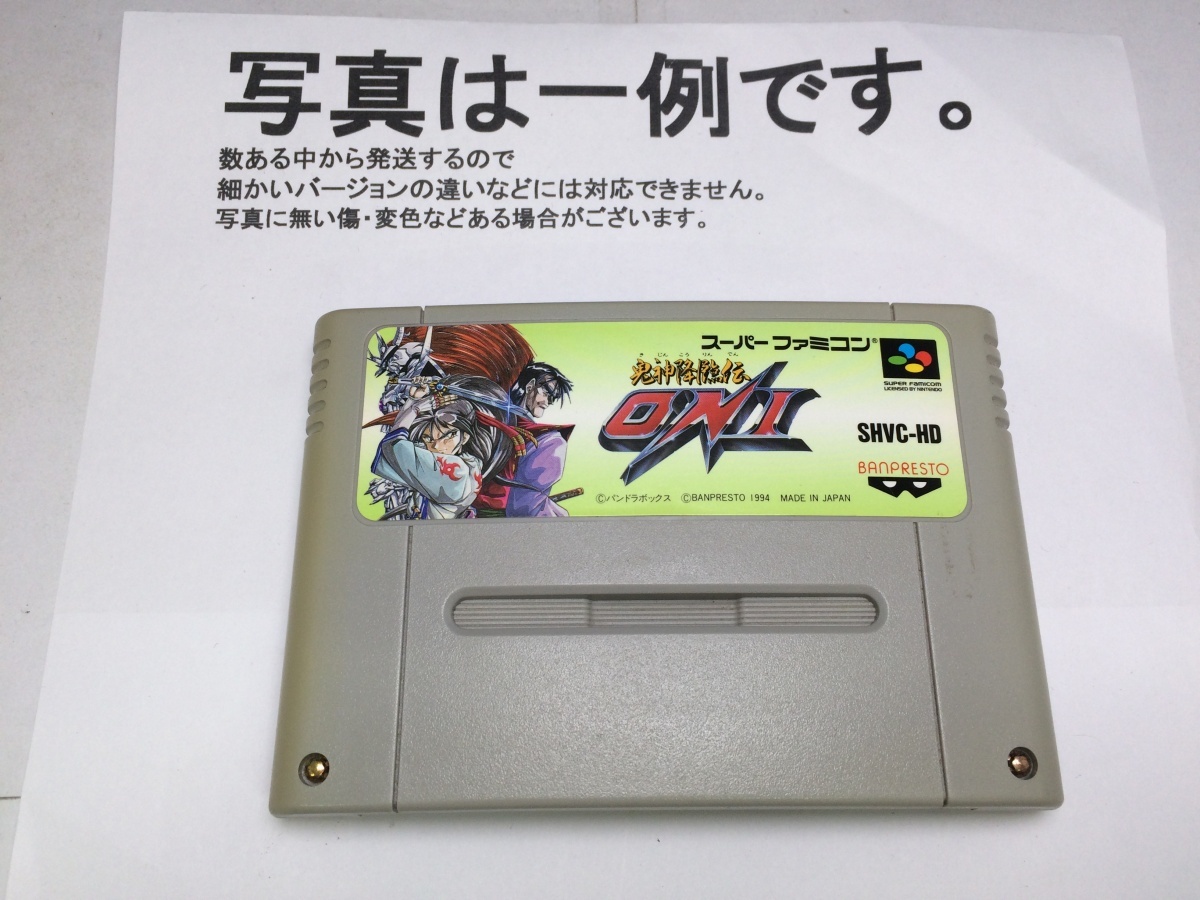 写真は一例です。
数ある中から発送するので
細かいバージョンの違いなどには対応できません。
写真に無い傷・変色などある場合がございます。
スーパーファミコン®
SUPER FAMICOM
LICENSED BY NINTENDO
き じん こう りん でん
鬼神降臨伝
ONI
SHVC-HD
BANPRESTO
©パンドラボックス ©BANPRESTO 1994 MADE IN JAPAN